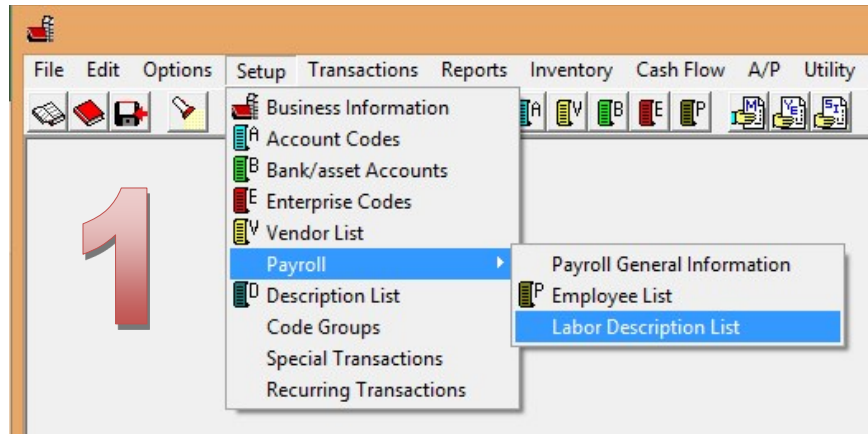 File Edit Options Setup Transactions Reports Inventory Cash Flow A/P Utility
A V B E P M YE SI
Business Information
A Account Codes
B Bank/asset Accounts
E Enterprise Codes
V Vendor List
Payroll
D Description List
Code Groups
Special Transactions
Recurring Transactions
Payroll General Information
P Employee List
Labor Description List
1